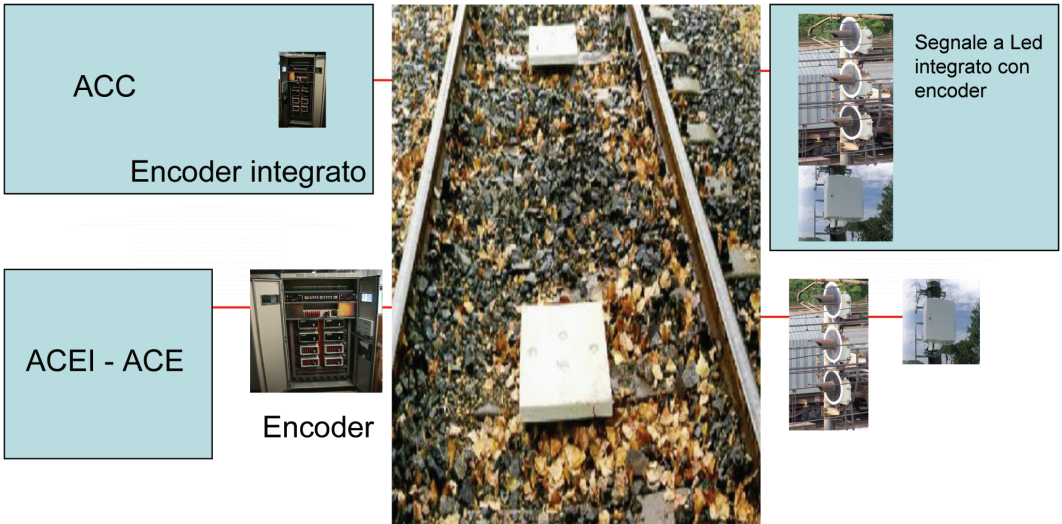 ACC
Encoder integrato
Segnale a Led
integrato con
encoder
ACEI - ACE
Encoder